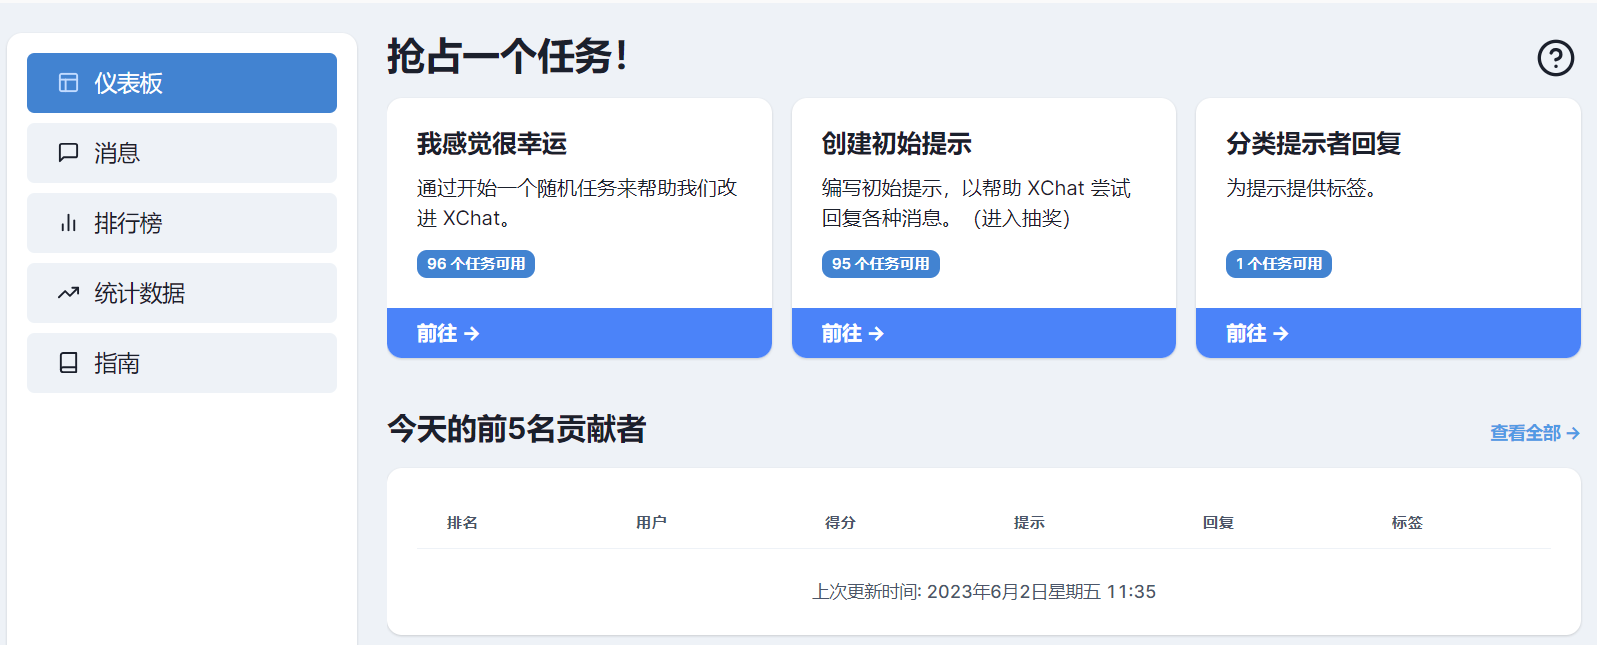 仪表板
消息
排行榜
统计数据
指南
抢占一个任务！
我感觉很幸运
通过开始一个随机任务来帮助我们改
进 XChat。
96 个任务可用
前往 →
创建初始提示
编写初始提示，以帮助 XChat 尝试
回复各种消息。（进入抽奖）
95 个任务可用
前往 →
分类提示者回复
为提示提供标签。
1 个任务可用
前往 →
今天的前5名贡献者
查看全部 →
排名 用户 得分 提示 回复 标签
上次更新时间: 2023年6月2日星期五 11:35